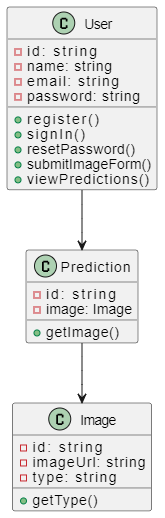 C User
id: string
name: string
email: string
password: string
register()
signIn()
resetPassword()
submitImageForm()
viewPredictions()
C Prediction
id: string
image: Image
getImage()
C Image
id: string
imageUrl: string
type: string
getType()